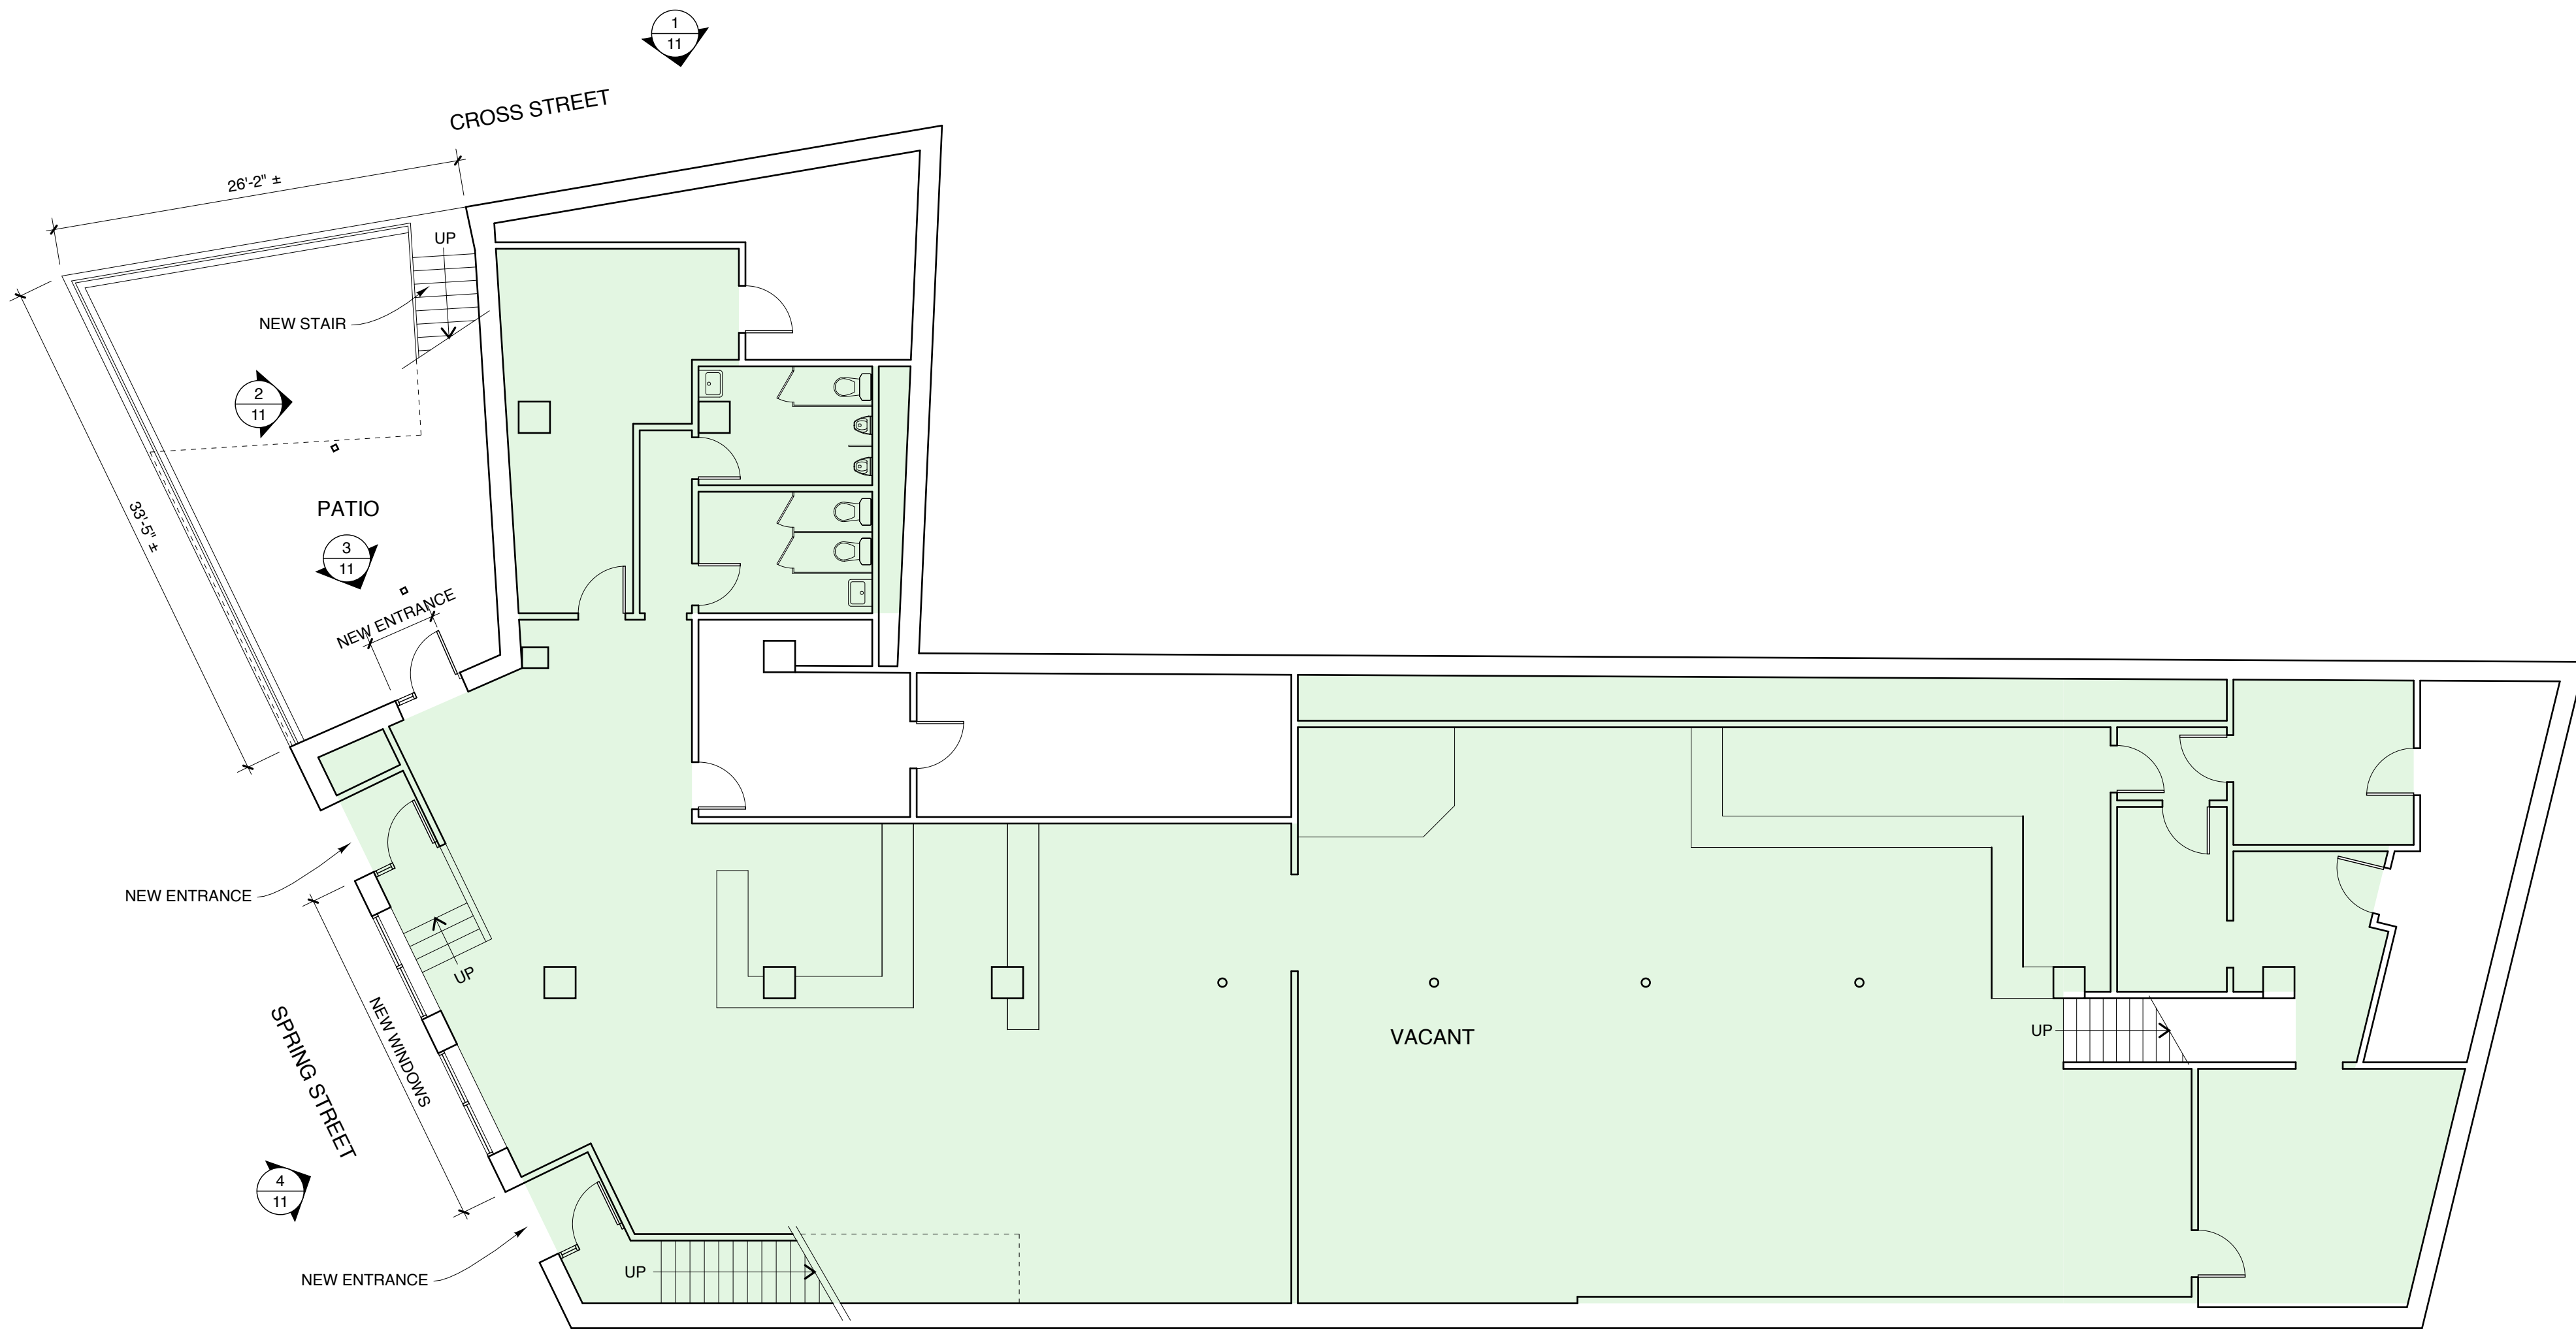 1
11
CROSS STREET
26'-2" ±
UP
NEW STAIR
2
11
33'-5" ±
PATIO
3
11
NEW ENTRANCE
NEW ENTRANCE
UP
NEW WINDOWS
SPRING STREET
VACANT
UP
4
11
NEW ENTRANCE
UP